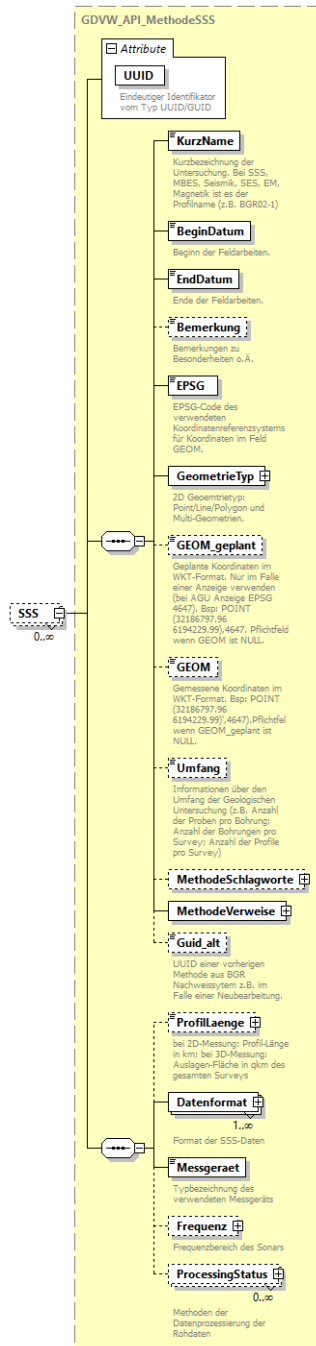 GDVW_API_MethodeSSS
Attribute
UUID
Eindeutiger Identifikator
vom Typ UUID/GUID
KurzName
Kurzbezeichnung der
Untersuchung. Bei SSS,
MBES, Seismik, SES, EM,
Magnetik ist es der
Profilname (z.B. BGR02-1)
BeginDatum
Beginn der Feldarbeiten.
EndDatum
Ende der Feldarbeiten.
Bemerkung
Bemerkungen zu
Besonderheiten o.Ä.
EPSG
EPSG-Code des
verwendeten
Koordinatenreferenzsystems
für Koordinaten im Feld
GEOM.
GeometrieTyp
2D Geoemtrietyp:
Point/Line/Polygon und
Multi-Geometrien.
GEOM_geplant
Geplante Koordinaten im
WKT-Format. Nur im Falle
einer Anzeige verwenden
(bei AGU Anzeige EPSG
4647). Bsp: POINT
(32186797.96
6194229.99),4647. Pflichtfeld
wenn GEOM ist NULL.
SSS
0..∞
GEOM
Gemessene Koordinaten im
WKT-Format. Bsp: POINT
(32186797.96
6194229.99)',4647).Pflichtfel
wenn GEOM_geplant ist
NULL.
Umfang
Informationen über den
Umfang der Geologischen
Untersuchung (z.B. Anzahl
der Proben pro Bohrung;
Anzahl der Bohrungen pro
Survey; Anzahl der Profile
pro Survey)
MethodeSchlagworte
MethodeVerweise
Guid_alt
UUID einer vorherigen
Methode aus BGR
Nachweissytem z.B. im
Falle einer Neubearbeitung.
ProfilLaenge
bei 2D-Messung: Profil-Länge
in km; bei 3D-Messung:
Auslagen-Fläche in qkm des
gesamten Surveys
Datenformat
1..∞
Format der SSS-Daten
Messgeraet
Typbezeichnung des
verwendeten Messgeräts
Frequenz
Frequenzbereich des Sonars
ProcessingStatus
0..∞
Methoden der
Datenprozessierung der
Rohdaten